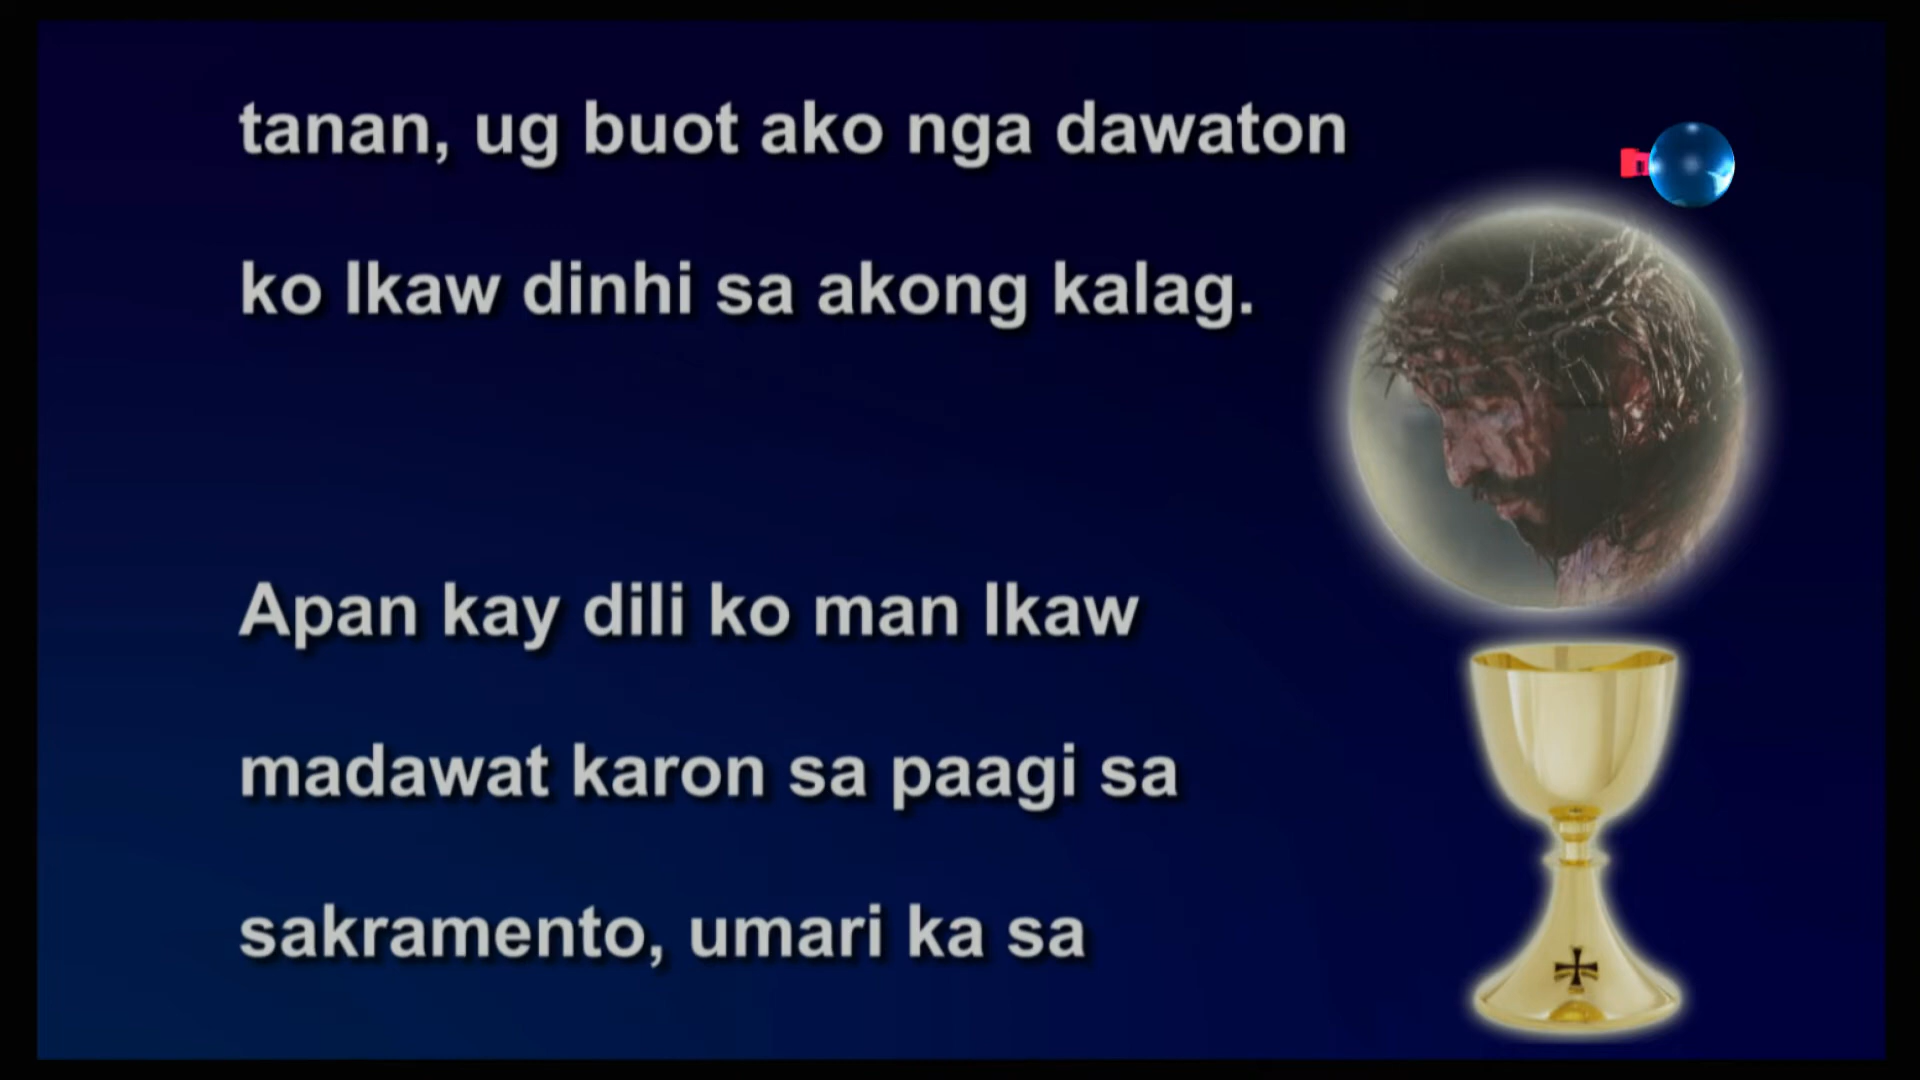 tanan, ug buot ako nga dawaton
ko Ikaw dinhi sa akong kalag.
Apan kay dili ko man Ikaw
madawat karon sa paagi sa
sakramento, umari ka sa